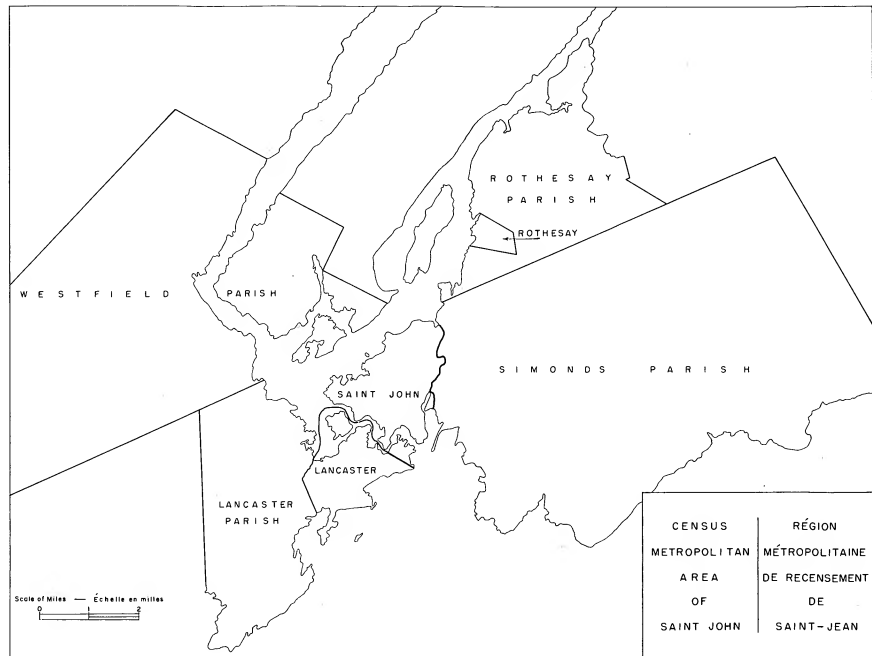 ROTHESAY
PARISH
ROTHESAY
WESTFIELD PARISH
SIMONDS PARISH
SAINT JOHN
LANCASTER
LANCASTER
PARISH
Scale of Miles — Échelle en milles
0 1 2
CENSUS
METROPOLITAN
AREA
OF
SAINT JOHN
RÉGION
MÉTROPOLITAINE
DE RECENSEMENT
DE
SAINT-JEAN